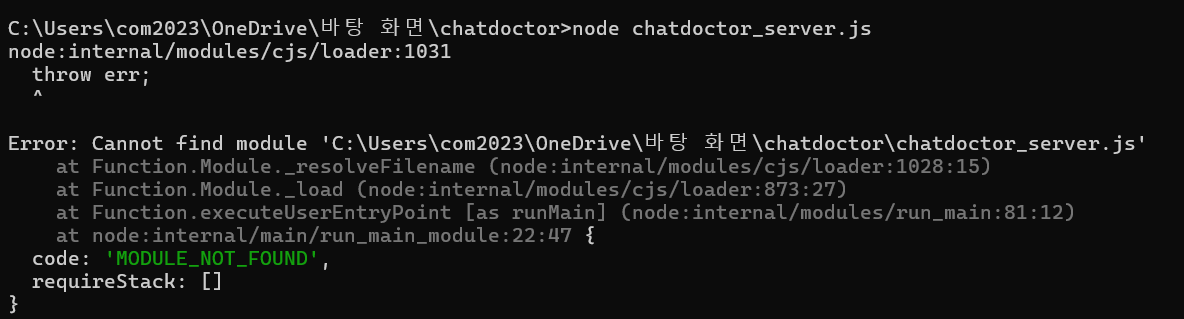 C:\Users\com2023\OneDrive\바탕 화면\chatdoctor>node chatdoctor_server.js
node:internal/modules/cjs/loader:1031
  throw err;
  ^

Error: Cannot find module 'C:\Users\com2023\OneDrive\바탕 화면\chatdoctor\chatdoctor_server.js'
    at Function.Module._resolveFilename (node:internal/modules/cjs/loader:1028:15)
    at Function.Module._load (node:internal/modules/cjs/loader:873:27)
    at Function.executeUserEntryPoint [as runMain] (node:internal/modules/run_main:81:12)
    at node:internal/main/run_main_module:22:47 {
  code: 'MODULE_NOT_FOUND',
  requireStack: []
}